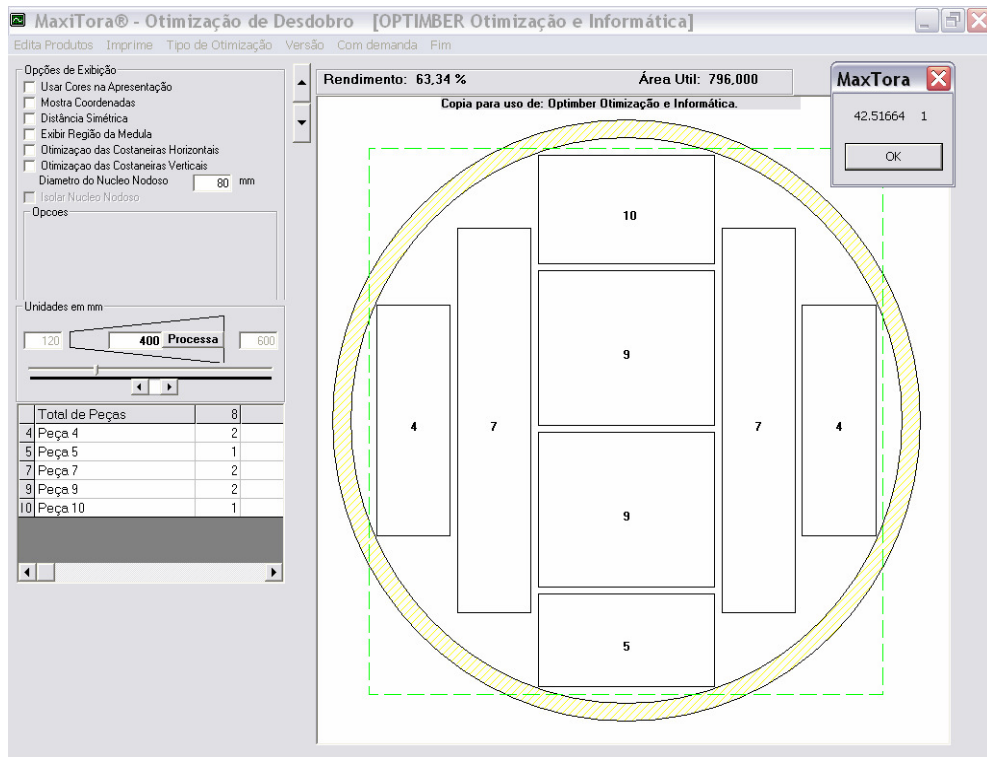 MaxiTora® - Otimização de Desdobro [OPTIMBER Otimização e Informática]
Edita Produtos Imprime Tipo de Otimização Versão Com demanda Fim
Opções de Exibição
Usar Cores na Apresentação
Mostra Coordenadas
Distância Simétrica
Exibir Região da Medula
Otimizaçao das Costaneiras Horizontais
Otimizaçao das Costaneiras Verticais
Diametro do Nucleo Nodoso 80 mm
Isolar Nucleo Nodoso
Opcoes
Unidades em mm
120 400 Processa 600
Total de Peças 8
4 Peça 4 2
5 Peça 5 1
7 Peça 7 2
9 Peça 9 2
10 Peça 10 1
Rendimento: 63,34 % Área Util: 796,000
Copia para uso de: Optimber Otimização e Informática.
10
9
4 7 7 4
9
5
MaxTora
42.51664 1
OK